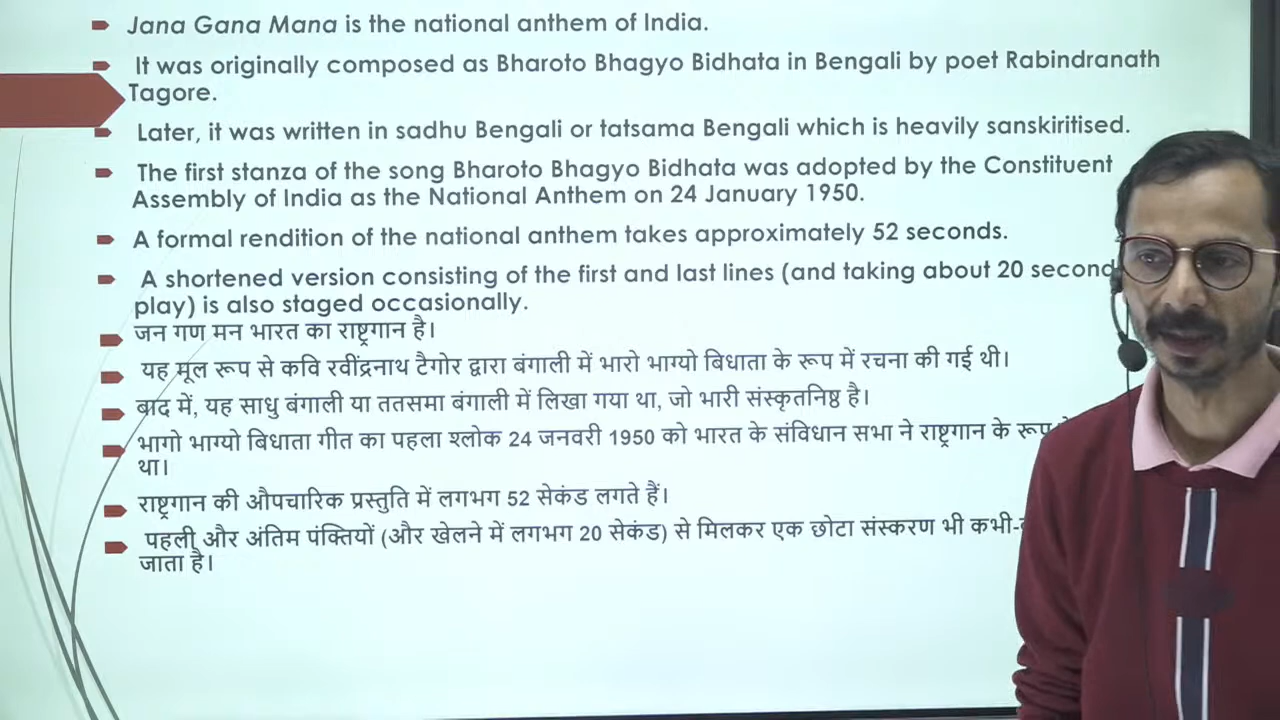 Jana Gana Mana is the national anthem of India.
It was originally composed as Bharoto Bhagyo Bidhata in Bengali by poet Rabindranath
Tagore.
Later, it was written in sadhu Bengali or tatsama Bengali which is heavily sanskiritised.
The first stanza of the song Bharoto Bhagyo Bidhata was adopted by the Constituent
Assembly of India as the National Anthem on 24 January 1950.
A formal rendition of the national anthem takes approximately 52 seconds.
A shortened version consisting of the first and last lines (and taking about 20 second
play) is also staged occasionally.
जन गण मन भारत का राष्ट्रगान है।
यह मूल रूप से कवि रवींद्रनाथ टैगोर द्वारा बंगाली में भारो भाग्यो बिधाता के रूप में रचना की गई थी।
बाद में, यह साधु बंगाली या ततसमा बंगाली में लिखा गया था, जो भारी संस्कृतनिष्ठ है।
भागो भाग्यो बिधाता गीत का पहला श्लोक 24 जनवरी 1950 को भारत के संविधान सभा ने राष्ट्रगान के रूप
था।
राष्ट्रगान की औपचारिक प्रस्तुति में लगभग 52 सेकंड लगते हैं।
पहली और अंतिम पंक्तियों (और खेलने में लगभग 20 सेकंड) से मिलकर एक छोटा संस्करण भी कभी-
जाता है।